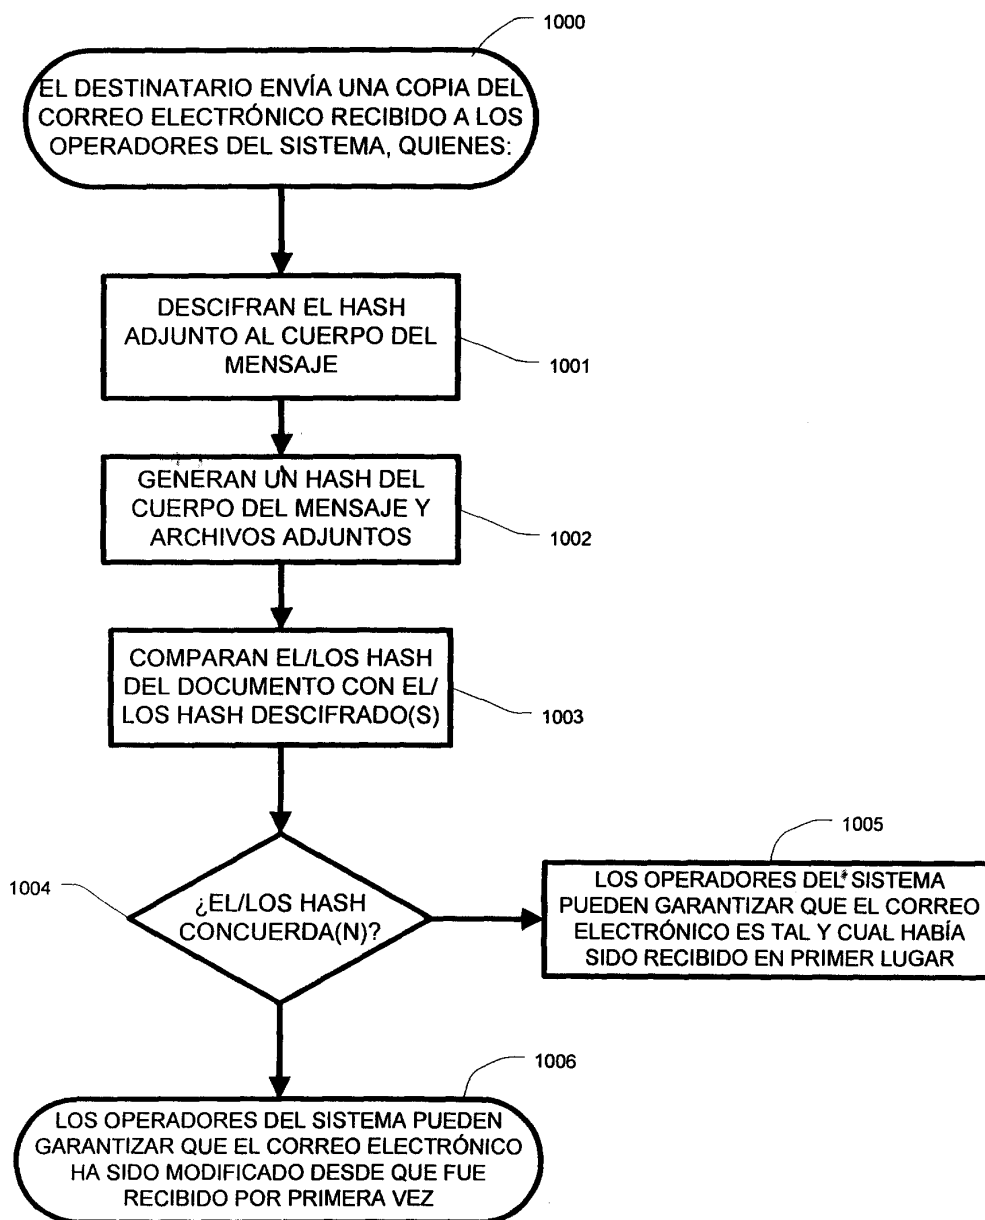 1000
EL DESTINATARIO ENVÍA UNA COPIA DEL
CORREO ELECTRÓNICO RECIBIDO A LOS
OPERADORES DEL SISTEMA, QUIENES:
DESCIFRAN EL HASH
ADJUNTO AL CUERPO DEL
MENSAJE
1001
GENERAN UN HASH DEL
CUERPO DEL MENSAJE Y
ARCHIVOS ADJUNTOS
1002
COMPARAN EL/LOS HASH
DEL DOCUMENTO CON EL/
LOS HASH DESCIFRADO(S)
1003
1004
¿EL/LOS HASH
CONCUERDA(N)?
1005
LOS OPERADORES DEL SISTEMA
PUEDEN GARANTIZAR QUE EL CORREO
ELECTRÓNICO ES TAL Y CUAL HABÍA
SIDO RECIBIDO EN PRIMER LUGAR
1006
LOS OPERADORES DEL SISTEMA PUEDEN
GARANTIZAR QUE EL CORREO ELECTRÓNICO
HA SIDO MODIFICADO DESDE QUE FUE
RECIBIDO POR PRIMERA VEZ